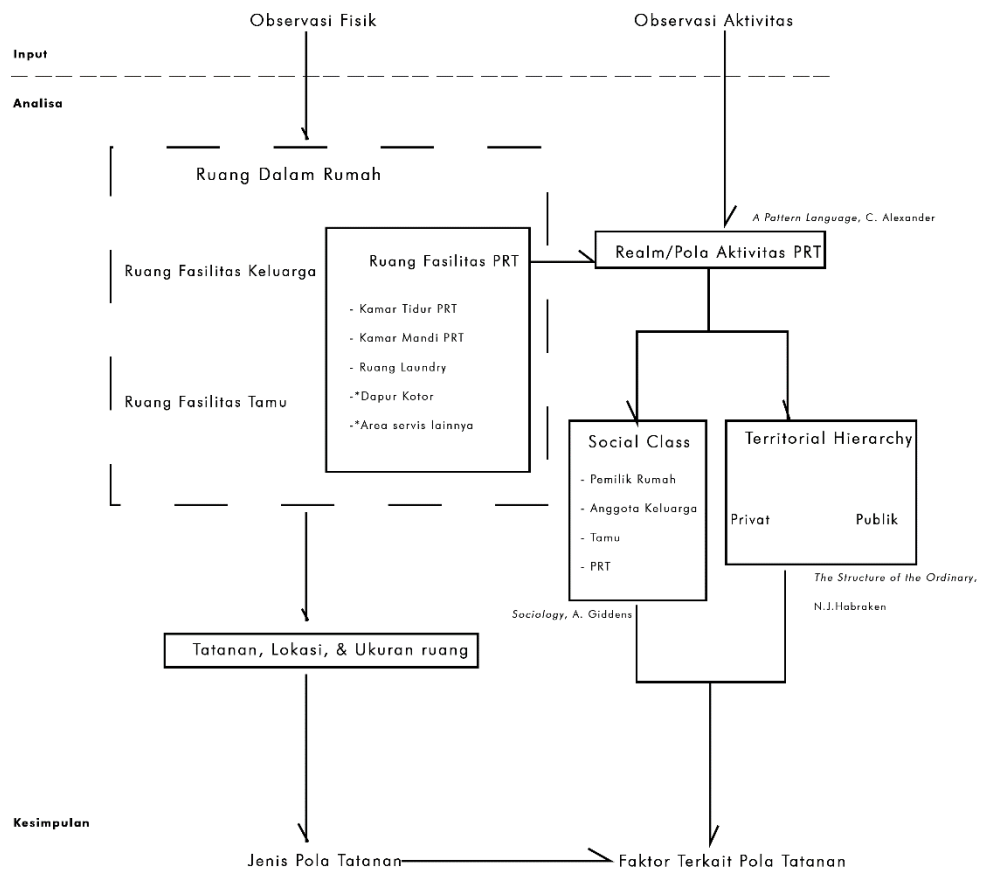 Observasi Fisik
Observasi Aktivitas
Input
Analisa
Ruang Dalam Rumah
A Pattern Language, C. Alexander
Ruang Fasilitas Keluarga
Ruang Fasilitas PRT
Realm/Pola Aktivitas PRT
- Kamar Tidur PRT
- Kamar Mandi PRT
- Ruang Laundry
-*Dapur Kotor
-*Area servis lainnya
Ruang Fasilitas Tamu
Social Class
- Pemilik Rumah
- Anggota Keluarga
- Tamu
- PRT
Territorial Hierarchy
Privat
Publik
The Structure of the Ordinary,
N.J.Habraken
Sociology, A. Giddens
Tatanan, Lokasi, & Ukuran ruang
Kesimpulan
Jenis Pola Tatanan
Faktor Terkait Pola Tatanan